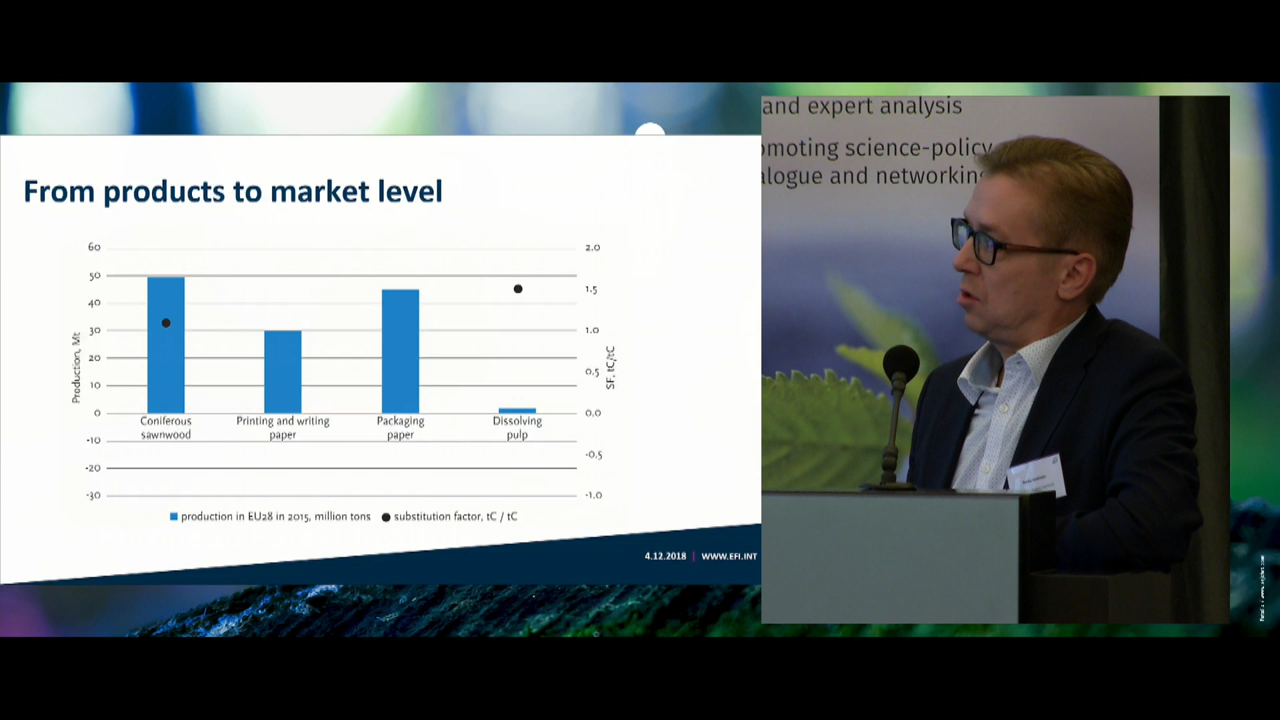 and expert analysis
omoting science-policy
alogue and networking
From products to market level
60
50
40
30
20
10
0
-10
-20
-30
Production, Mt
2.0
1.5
1.0
0.5
0.0
-0.5
-1.0
SF, tC/tC
Coniferous
sawnwood
Printing and writing
paper
Packaging
paper
Dissolving
pulp
production in EU28 in 2015, million tons
substitution factor, tC / tC
4.12.2018 | WWW.EFI.INT